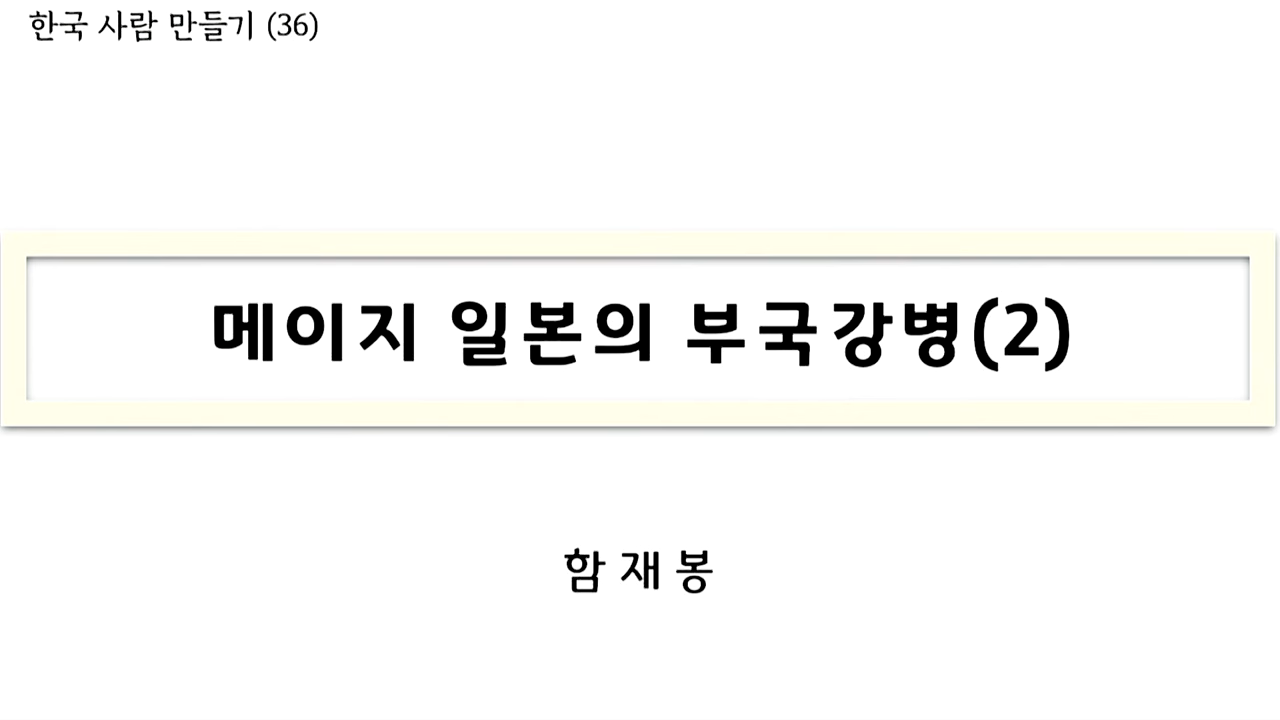 한국 사람 만들기 (36)
메이지 일본의 부국강병(2)
함 재 봉